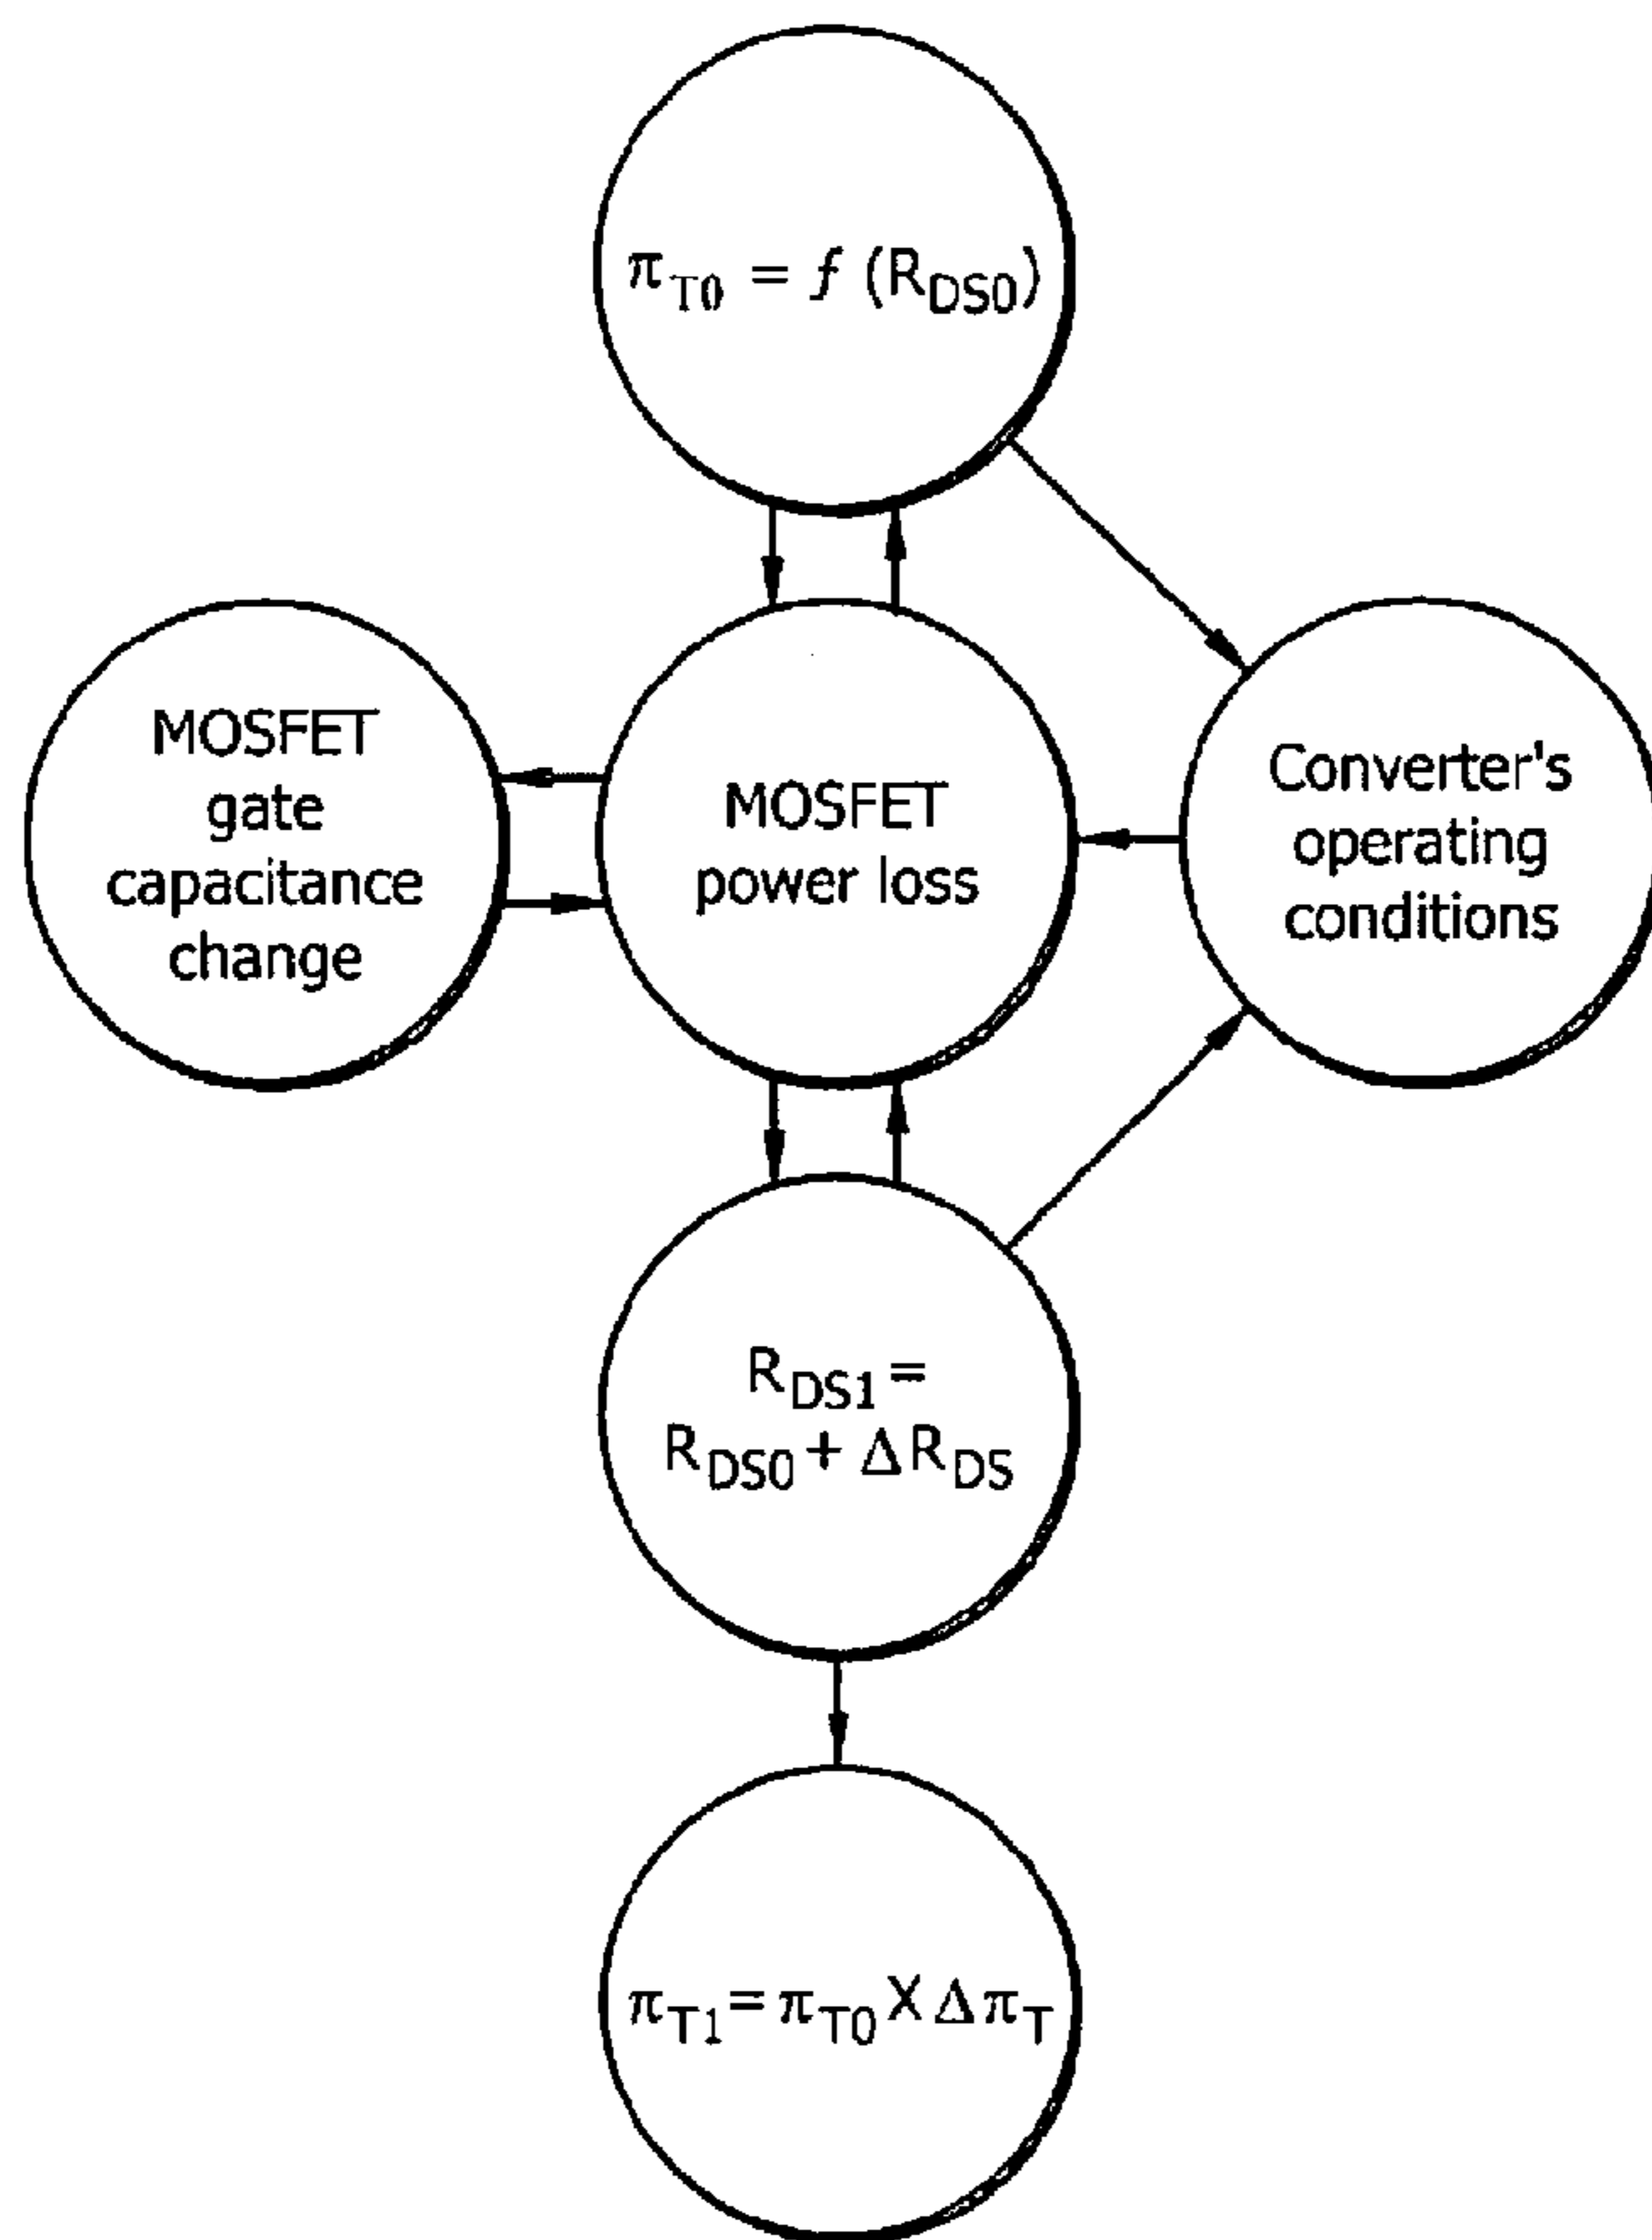 π_T0 = f (R_DS0)
MOSFET
gate
capacitance
change
MOSFET
power loss
Converter's
operating
conditions
R_DS1 =
R_DS0 + ΔR_DS
π_T1 = π_T0 X Δπ_T